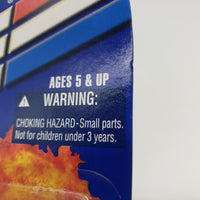 AGES 5 & UP
WARNING:
CHOKING HAZARD-Small parts.
Not for children under 3 years.